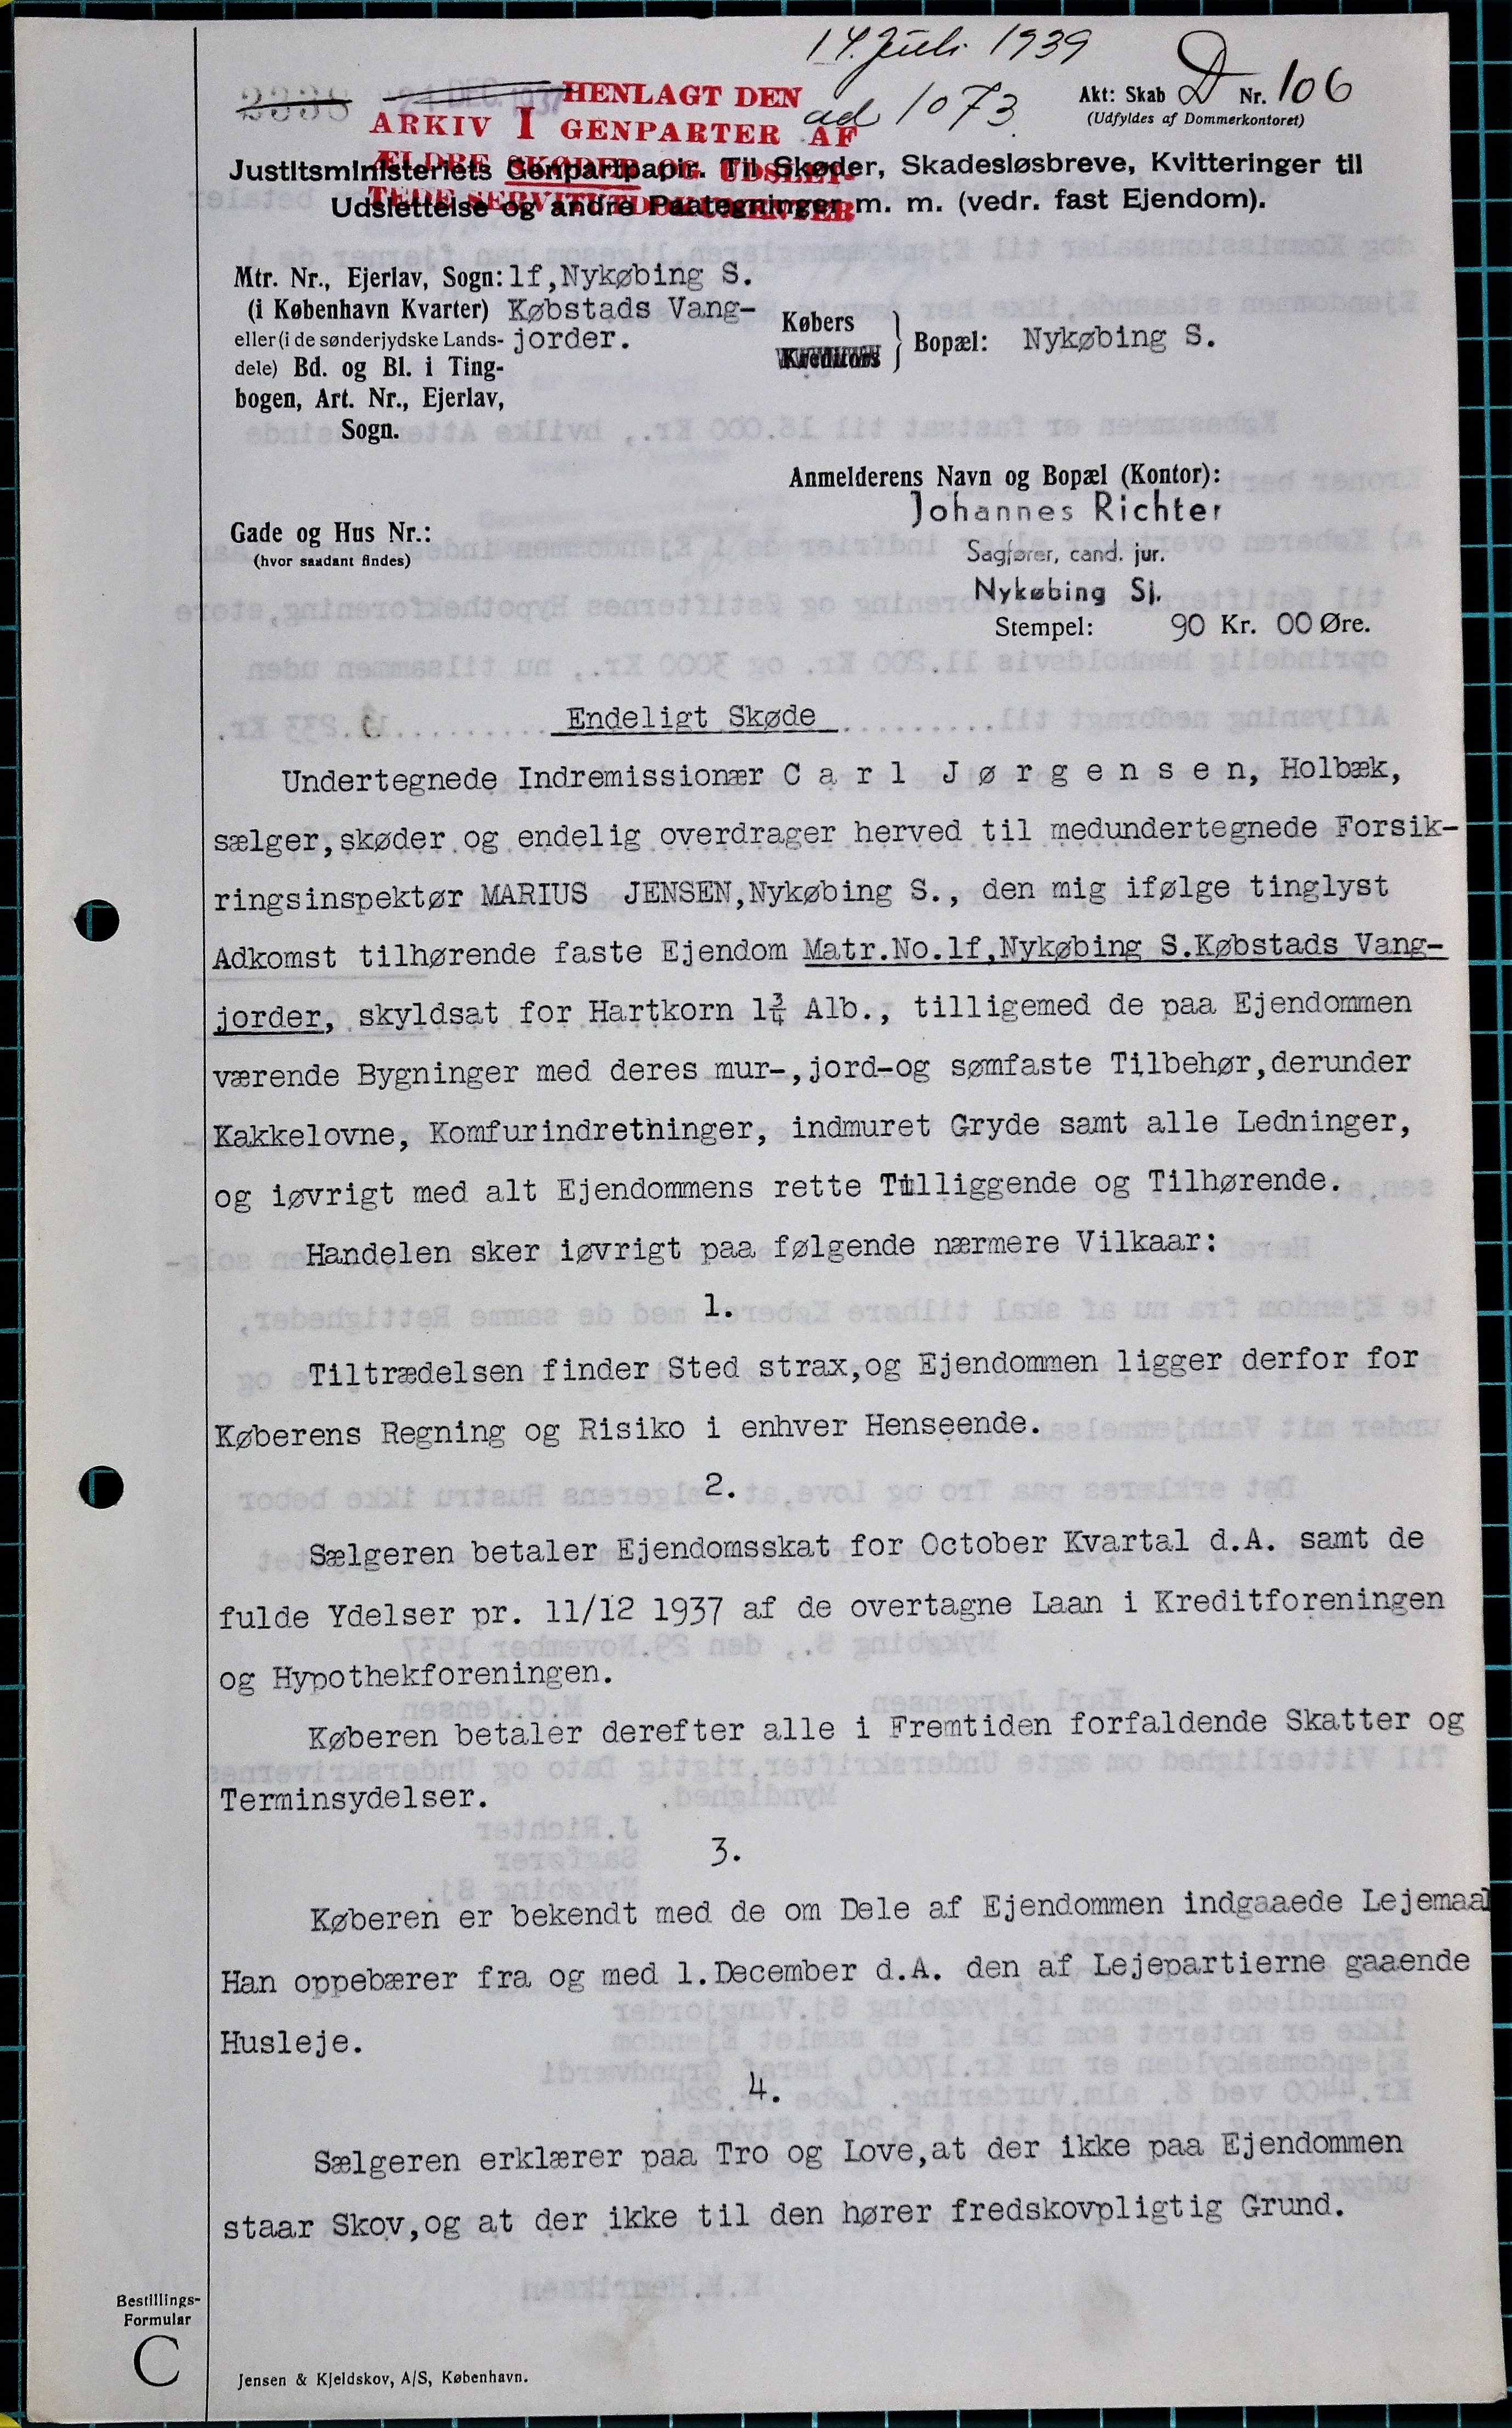 14. Juli 1939
2338 21 DEC. 1937
HENLAGT DEN
ad 1073.
Akt: Skab D Nr. 106
(Udfyldes af Dommerkontoret)
ARKIV I GENPARTER AF
ÆLDRE SKØDER OG UDSLET-
TEDE SERVITUTDOKUMENTER
Justitsministeriets Genpartpapir. Til Skøder, Skadesløsbreve, Kvitteringer til
Udslettelse og andre Paategninger m. m. (vedr. fast Ejendom).
Mtr. Nr., Ejerlav, Sogn: 1f, Nykøbing S.
(i København Kvarter) Købstads Vang-
eller (i de sønderjydske Lands- jorder.
dele) Bd. og Bl. i Ting-
bogen, Art. Nr., Ejerlav,
Sogn.
Købers
Kreditors
Bopæl: Nykøbing S.
Anmelderens Navn og Bopæl (Kontor):
Johannes Richter
Sagfører, cand. jur.
Nykøbing Sj.
Gade og Hus Nr.:
(hvor saadant findes)
Stempel: 90 Kr. 00 Øre.
Endeligt Skøde
Undertegnede Indremissionær C a r l J ø r g e n s e n, Holbæk,
sælger, skøder og endelig overdrager herved til medundertegnede Forsik-
ringsinspektør MARIUS JENSEN, Nykøbing S., den mig ifølge tinglyst
Adkomst tilhørende faste Ejendom Matr.No.1f, Nykøbing S.Købstads Vang-
jorder, skyldsat for Hartkorn 1¾ Alb., tilligemed de paa Ejendommen
værende Bygninger med deres mur-, jord-og sømfaste Tilbehør, derunder
Kakkelovne, Komfurindretninger, indmuret Gryde samt alle Ledninger,
og iøvrigt med alt Ejendommens rette Tilliggende og Tilhørende.
Handelen sker iøvrigt paa følgende nærmere Vilkaar:
1.
Tiltrædelsen finder Sted strax, og Ejendommen ligger derfor for
Køberens Regning og Risiko i enhver Henseende.
2.
Sælgeren betaler Ejendomsskat for October Kvartal d.A. samt de
fulde Ydelser pr. 11/12 1937 af de overtagne Laan i Kreditforeningen
og Hypothekforeningen.
Køberen betaler derefter alle i Fremtiden forfaldende Skatter og
Terminsydelser.
3.
Køberen er bekendt med de om Dele af Ejendommen indgaaede Lejemaal
Han oppebærer fra og med 1.December d.A. den af Lejepartierne gaaende
Husleje.
4.
Sælgeren erklærer paa Tro og Love, at der ikke paa Ejendommen
staar Skov, og at der ikke til den hører fredskovpligtig Grund.
Bestillings-
Formular
C
Jensen & Kjeldskov, A/S, København.